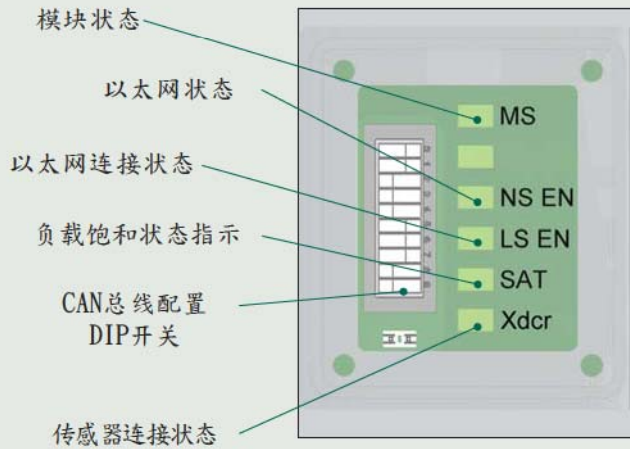 模块状态
MS
以太网状态
NS EN
以太网连接状态
LS EN
负载饱和状态指示
SAT
CAN总线配置
DIP开关
Xdcr
传感器连接状态